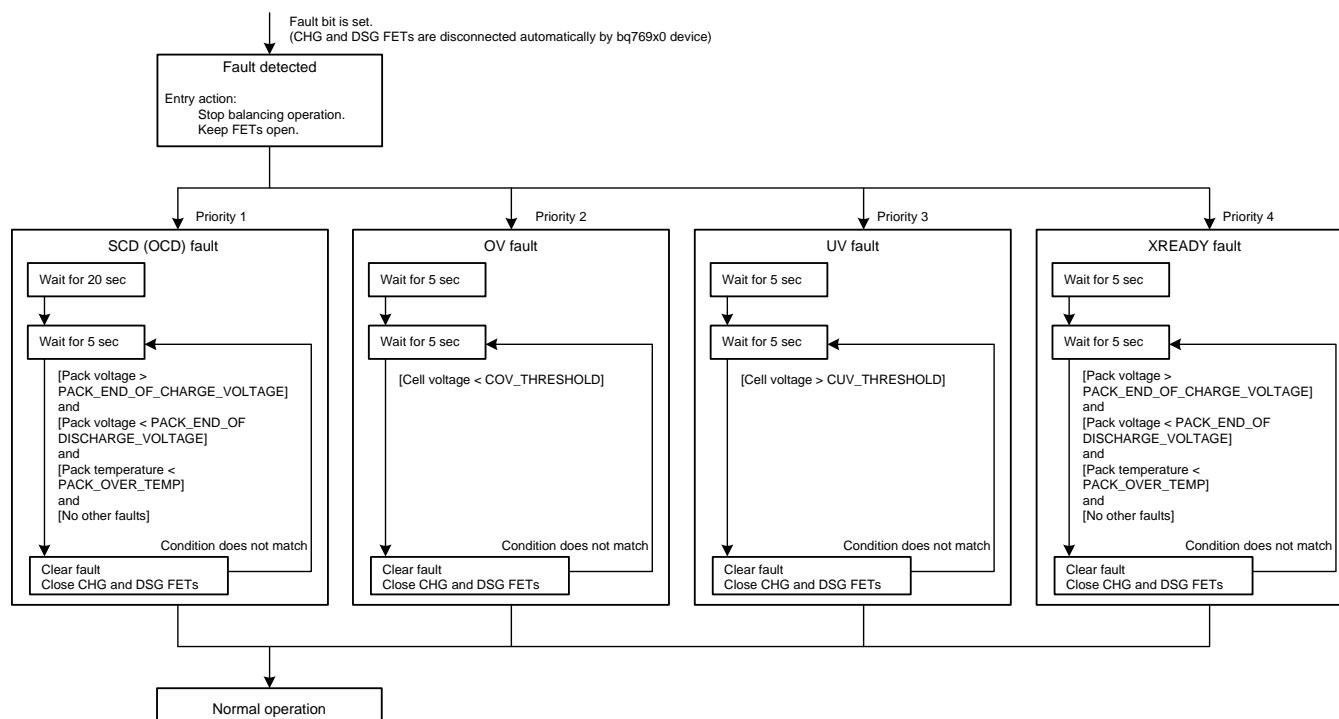 Fault bit is set.
(CHG and DSG FETs are disconnected automatically by bq769x0 device)
Fault detected
Entry action:
Stop balancing operation.
Keep FETs open.
Priority 1
Priority 2
Priority 3
Priority 4
SCD (OCD) fault
Wait for 20 sec
Wait for 5 sec
[Pack voltage >
PACK_END_OF_CHARGE_VOLTAGE]
and
[Pack voltage < PACK_END_OF
DISCHARGE_VOLTAGE]
and
[Pack temperature <
PACK_OVER_TEMP]
and
[No other faults]
Condition does not match
Clear fault
Close CHG and DSG FETs
OV fault
Wait for 5 sec
Wait for 5 sec
[Cell voltage < COV_THRESHOLD]
Condition does not match
Clear fault
Close CHG and DSG FETs
UV fault
Wait for 5 sec
Wait for 5 sec
[Cell voltage > CUV_THRESHOLD]
Condition does not match
Clear fault
Close CHG and DSG FETs
XREADY fault
Wait for 5 sec
Wait for 5 sec
[Pack voltage >
PACK_END_OF_CHARGE_VOLTAGE]
and
[Pack voltage < PACK_END_OF
DISCHARGE_VOLTAGE]
and
[Pack temperature <
PACK_OVER_TEMP]
and
[No other faults]
Condition does not match
Clear fault
Close CHG and DSG FETs
Normal operation